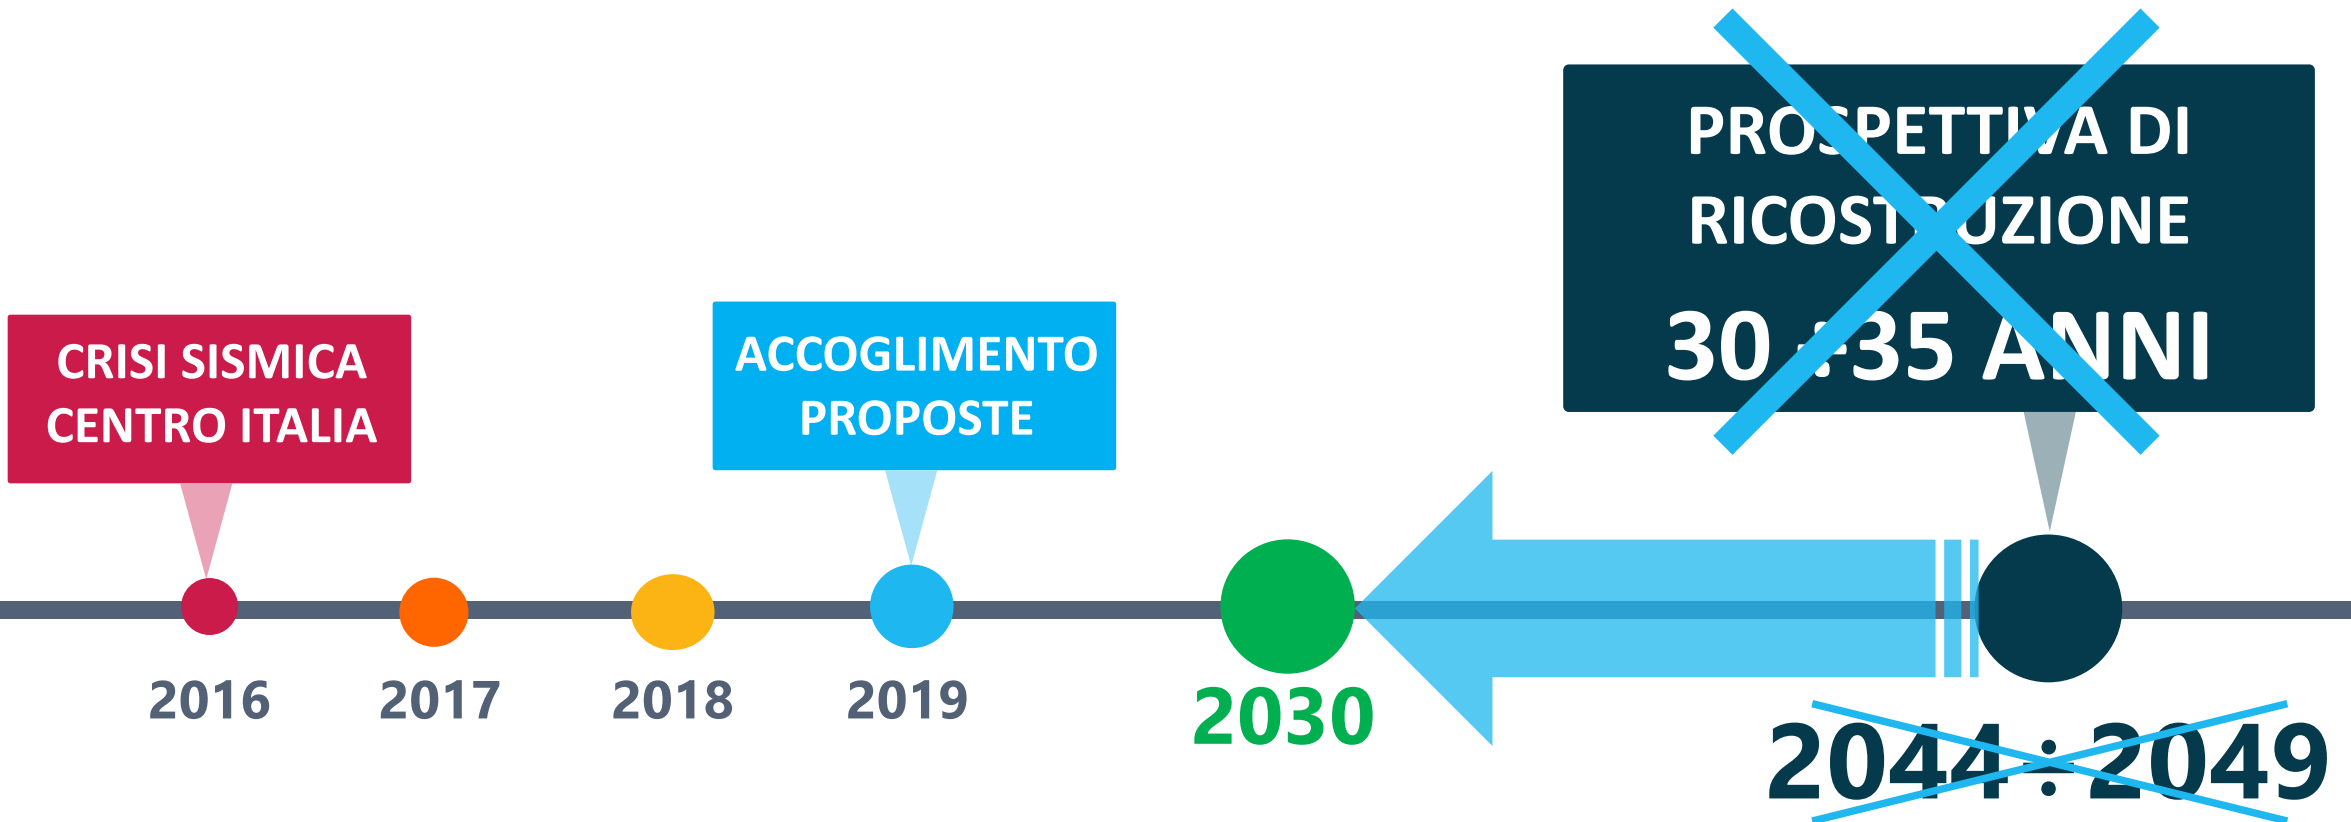 PROSPETTIVA DI
RICOSTRUZIONE
30 ÷35 ANNI
CRISI SISMICA
CENTRO ITALIA
ACCOGLIMENTO
PROPOSTE
2016
2017
2018
2019
2030
2044 ÷ 2049